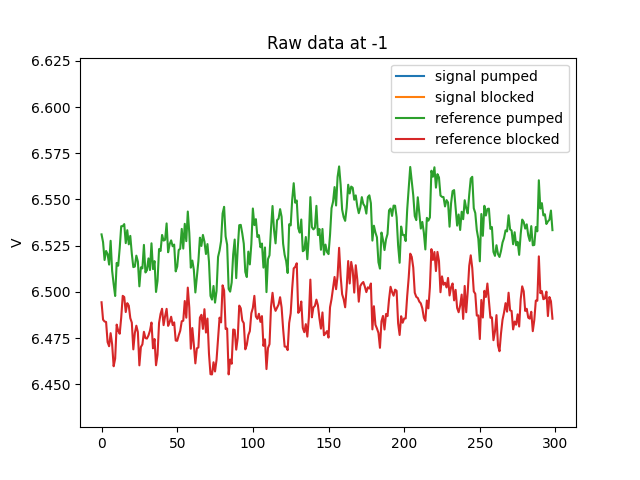 Raw data at -1
6.625
6.600
6.575
6.550
6.525
6.500
6.475
6.450
V
signal pumped
signal blocked
reference pumped
reference blocked
0 50 100 150 200 250 300